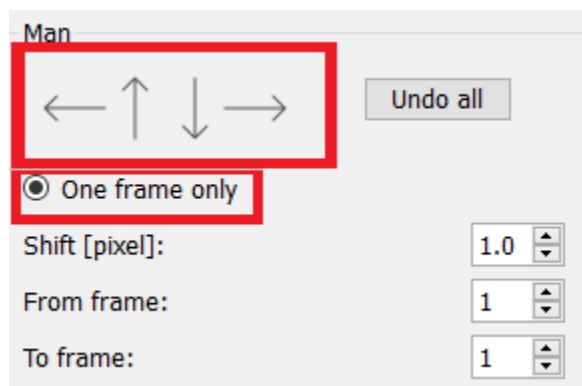 Man
Undo all
One frame only
Shift [pixel]: 1.0
From frame: 1
To frame: 1